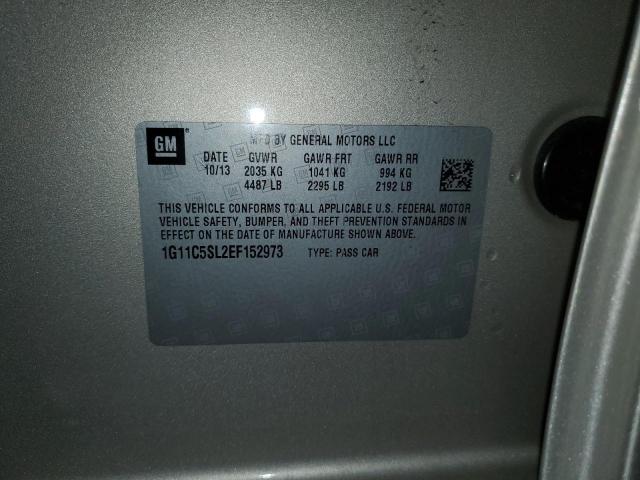 GM
MFD BY GENERAL MOTORS LLC
DATE GVWR GAWR FRT GAWR RR
10/13 2035 KG 1041 KG 994 KG
4487 LB 2295 LB 2192 LB
THIS VEHICLE CONFORMS TO ALL APPLICABLE U.S. FEDERAL MOTOR
VEHICLE SAFETY, BUMPER, AND THEFT PREVENTION STANDARDS IN
EFFECT ON THE DATE OF MANUFACTURE SHOWN ABOVE.
1G11C5SL2EF152973 TYPE: PASS CAR